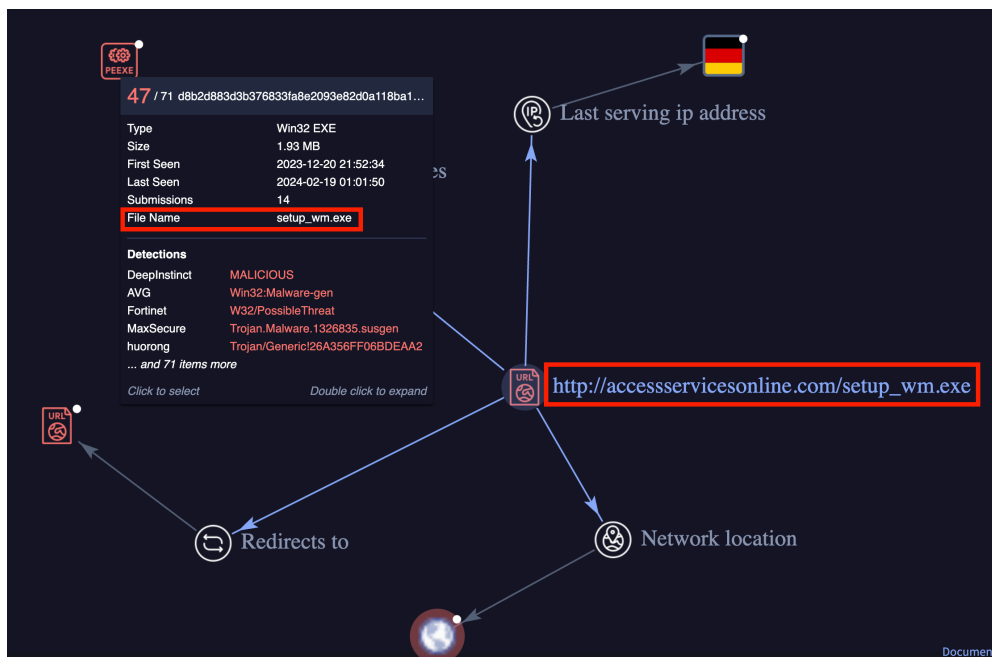 PEEXE
47 / 71 d8b2d883d3b376833fa8e2093e82d0a118ba1...
Type Win32 EXE
Size 1.93 MB
First Seen 2023-12-20 21:52:34
Last Seen 2024-02-19 01:01:50
Submissions 14
File Name setup_wm.exe
Detections
DeepInstinct MALICIOUS
AVG Win32:Malware-gen
Fortinet W32/PossibleThreat
MaxSecure Trojan.Malware.1326835.susgen
huorong Trojan/Generic!26A356FF06BDEAA2
... and 71 items more
Click to select Double click to expand
IP
Last serving ip address
URL
http://accessservicesonline.com/setup_wm.exe
URL
Redirects to
Network location